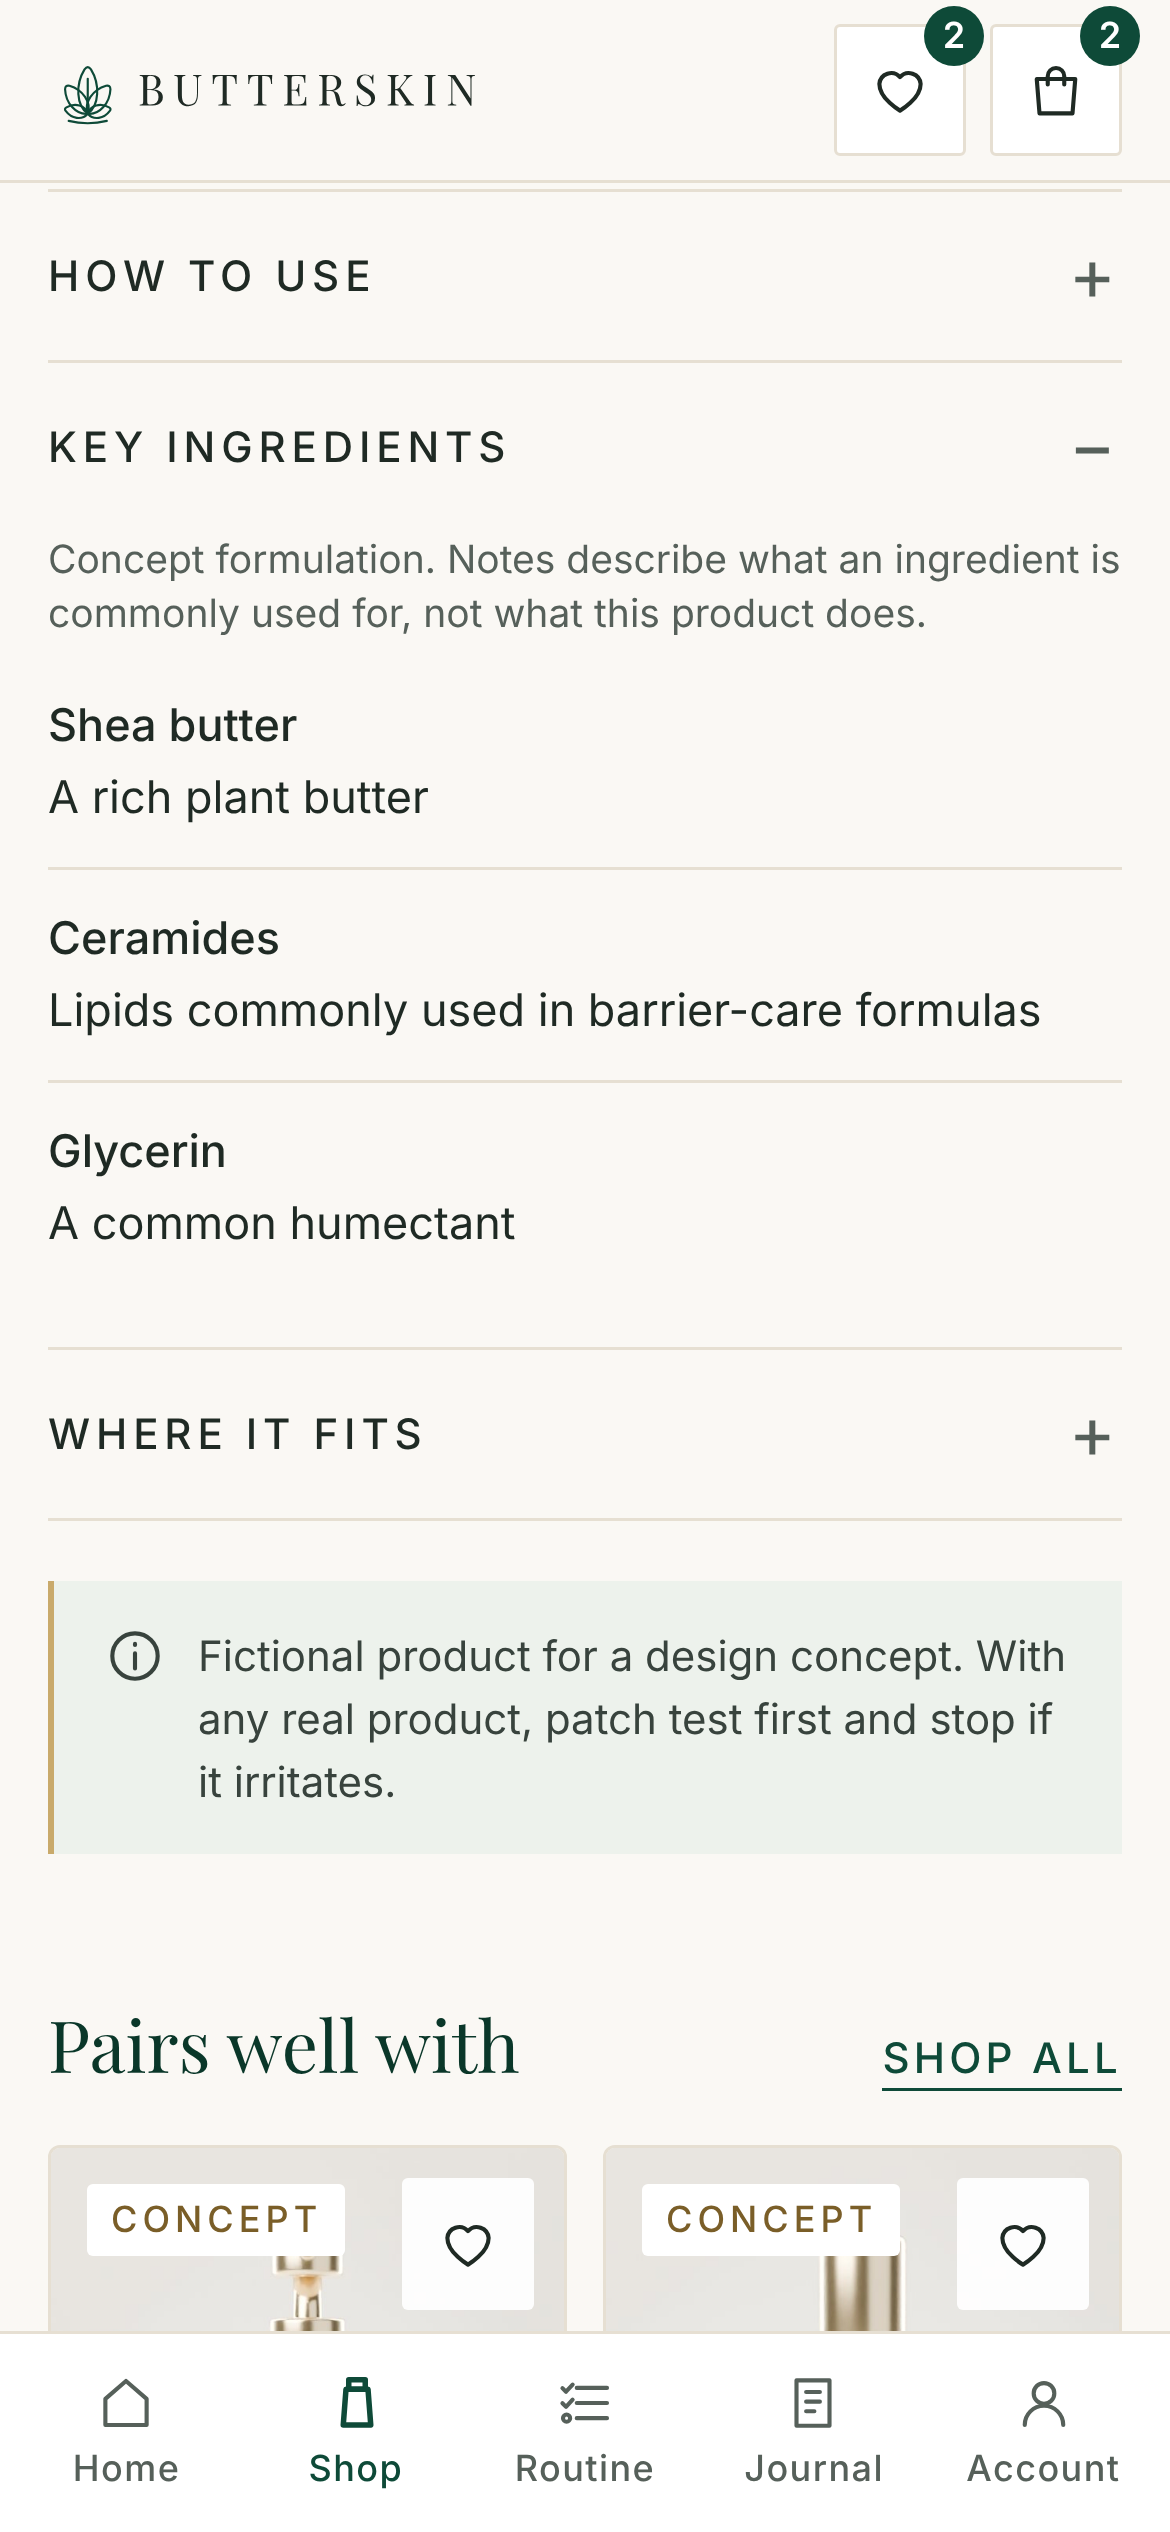 BUTTERSKIN
2
2
HOW TO USE
KEY INGREDIENTS
Concept formulation. Notes describe what an ingredient is
commonly used for, not what this product does.
Shea butter
A rich plant butter
Ceramides
Lipids commonly used in barrier-care formulas
Glycerin
A common humectant
WHERE IT FITS
Fictional product for a design concept. With
any real product, patch test first and stop if
it irritates.
Pairs well with
SHOP ALL
CONCEPT
CONCEPT
Home
Shop
Routine
Journal
Account